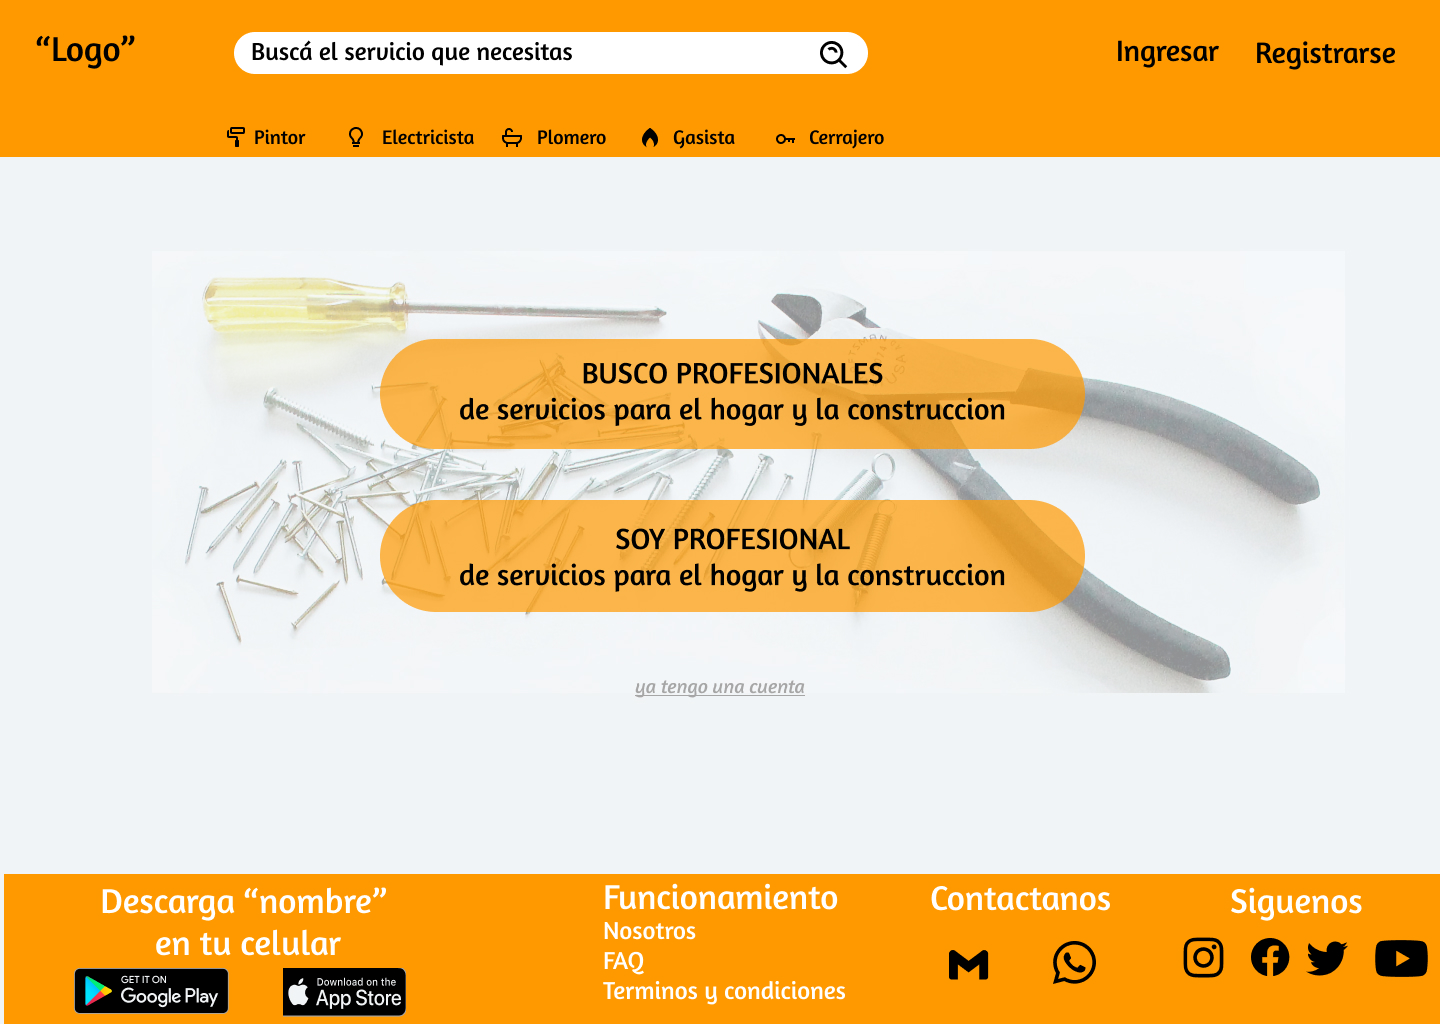 “Logo”
Buscá el servicio que necesitas
Ingresar
Registrarse
Pintor
Electricista
Plomero
Gasista
Cerrajero
BUSCO PROFESIONALES
de servicios para el hogar y la construccion
SOY PROFESIONAL
de servicios para el hogar y la construccion
ya tengo una cuenta
Descarga “nombre”
en tu celular
GET IT ON
Google Play
Download on the
App Store
Funcionamiento
Nosotros
FAQ
Terminos y condiciones
Contactanos
Siguenos